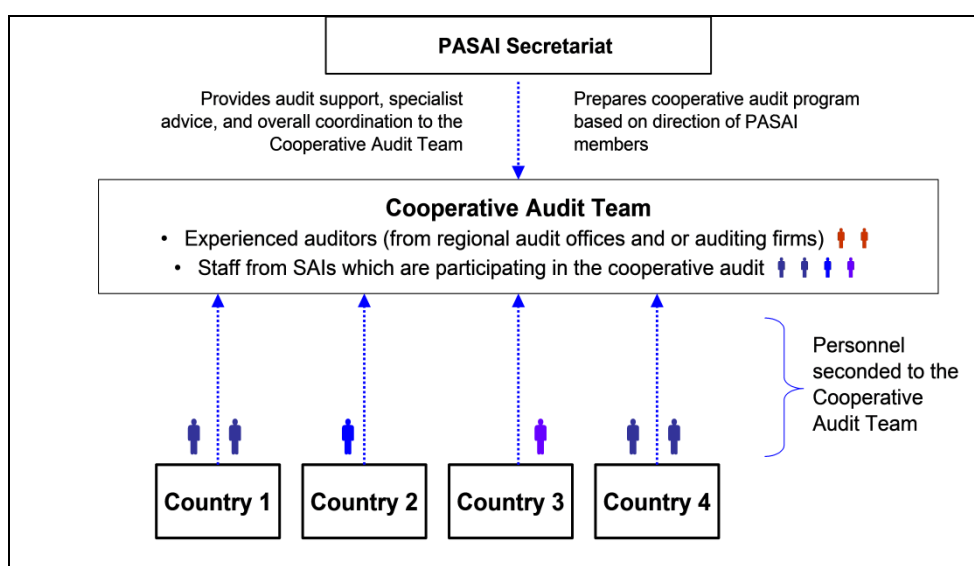 PASAI Secretariat
Provides audit support, specialist
advice, and overall coordination to the
Cooperative Audit Team
Prepares cooperative audit program
based on direction of PASAI
members
Cooperative Audit Team
• Experienced auditors (from regional audit offices and or auditing firms)
• Staff from SAIs which are participating in the cooperative audit
Personnel
seconded to the
Cooperative
Audit Team
Country 1
Country 2
Country 3
Country 4